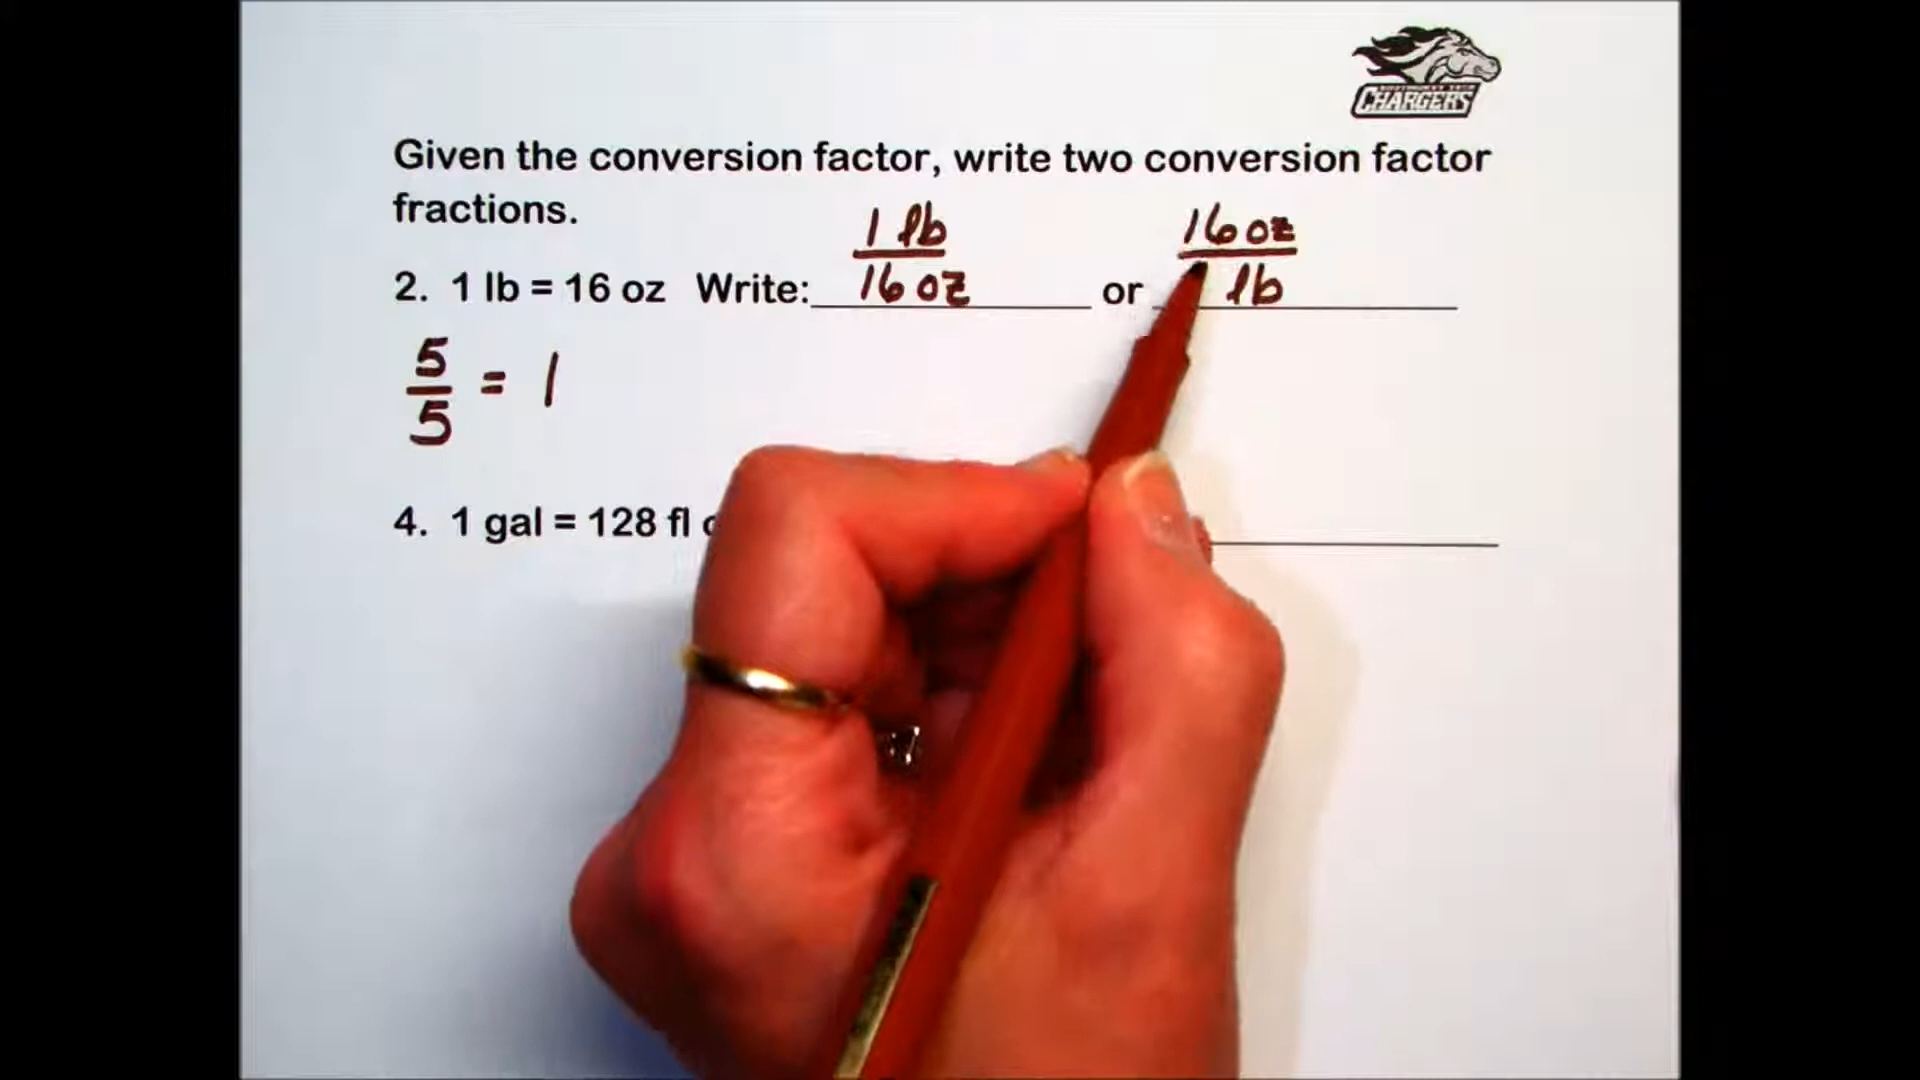 CHARGERS
Given the conversion factor, write two conversion factor
fractions.
1 lb 16 oz
2. 1 lb = 16 oz Write: 16 oz or lb
5
= 1
5
4. 1 gal = 128 fl